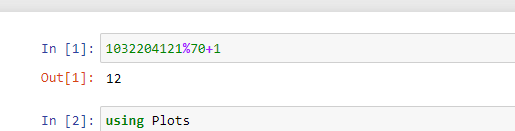 In [1]: 1032204121%70+1
Out[1]: 12
In [2]: using Plots